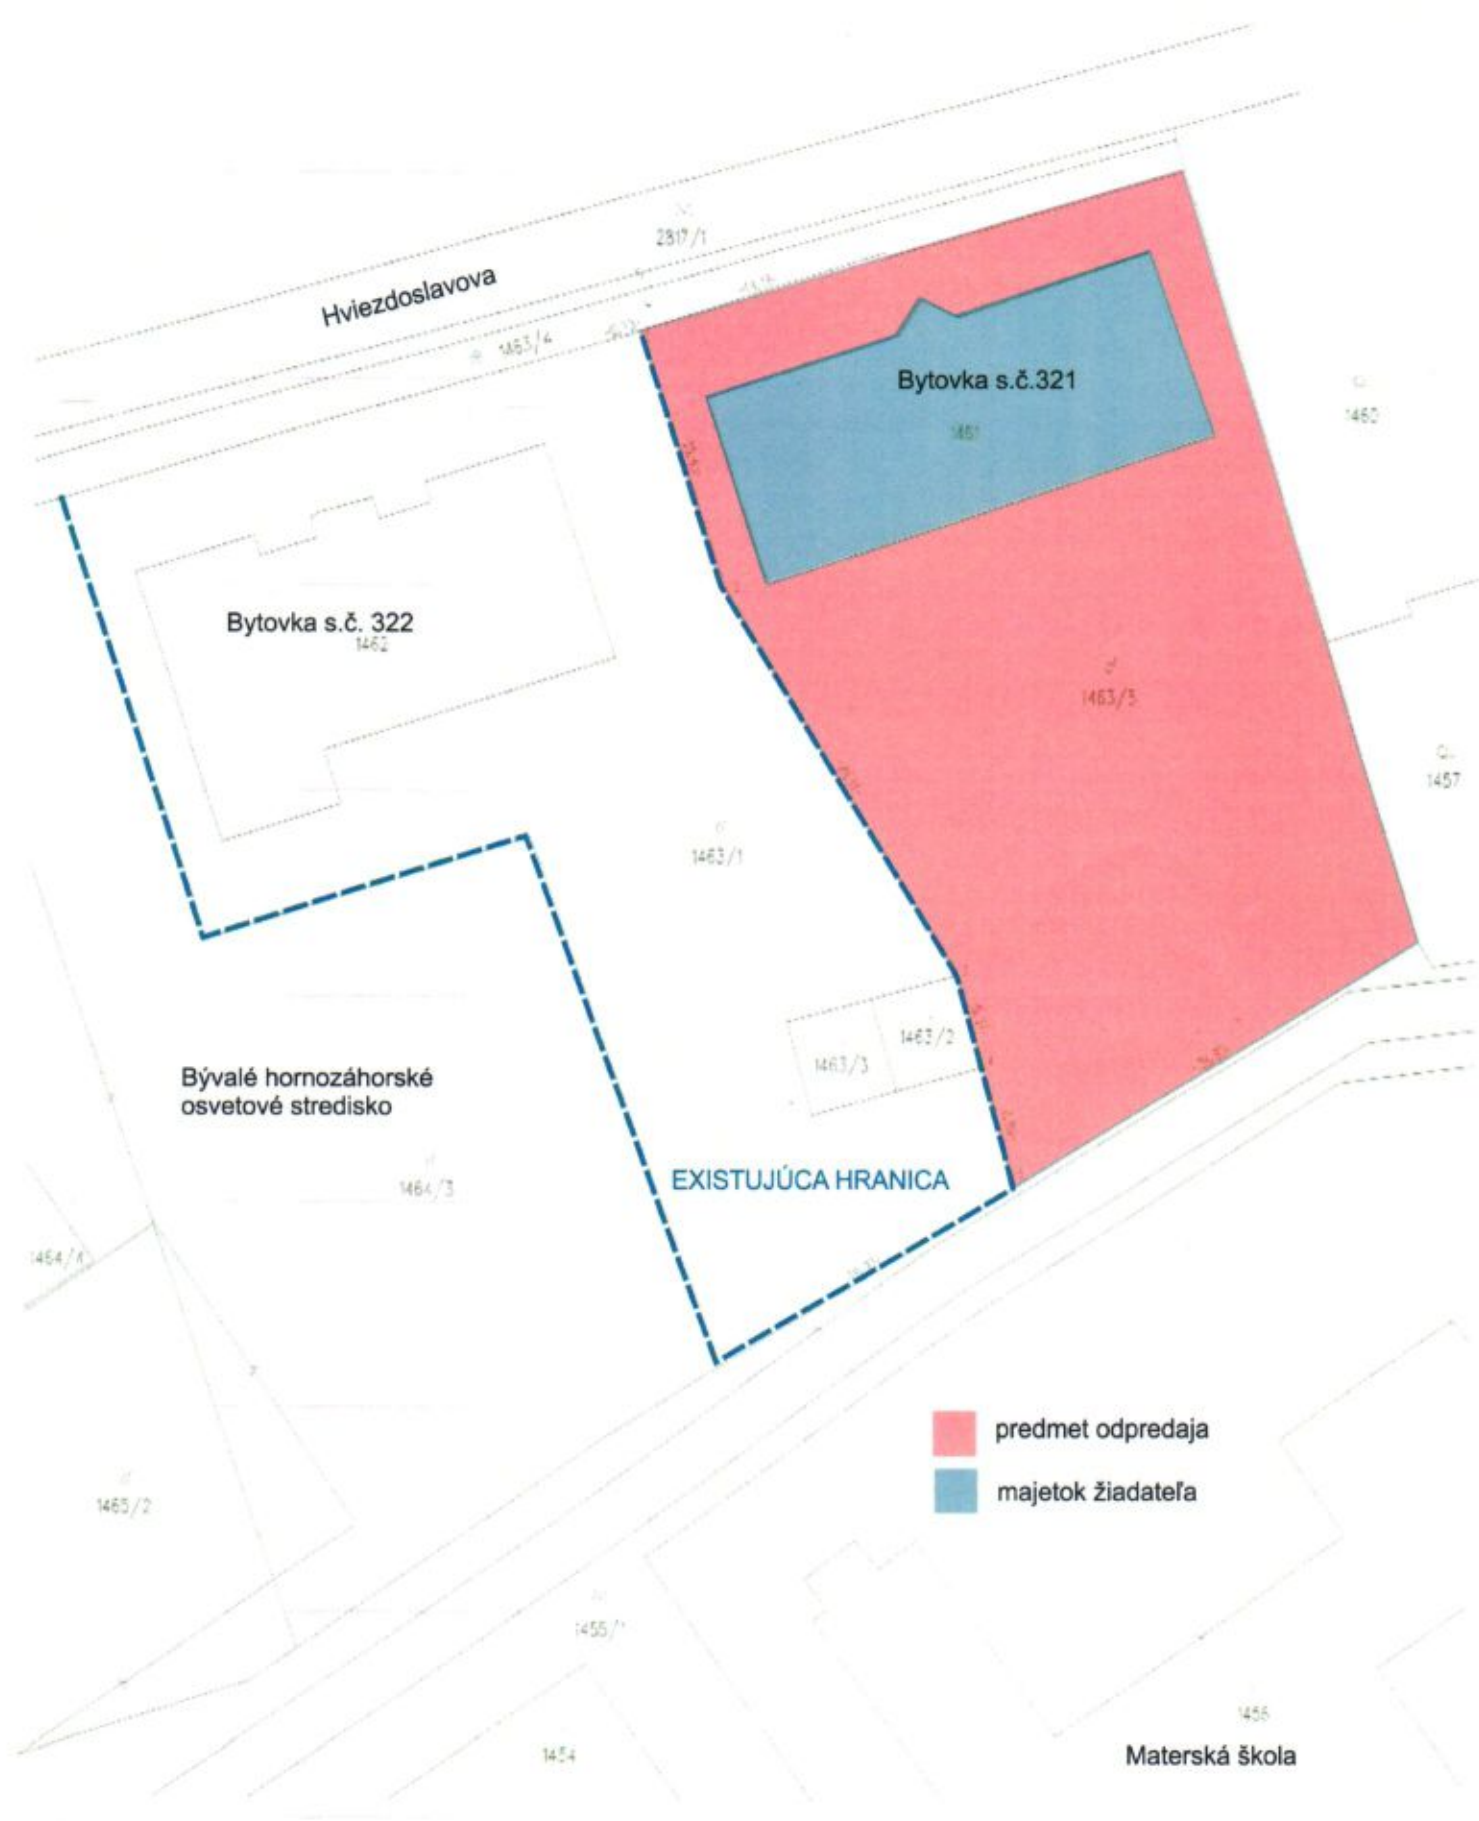 2817/1
Hviezdoslavova
1463/4
Bytovka s.č.321
1461
1460
Bytovka s.č. 322
1462
1463/5
1457
1463/1
1463/2
1463/3
Bývalé hornozáhorské
osvetové stredisko
EXISTUJÚCA HRANICA
1464/3
predmet odpredaja
majetok žiadateľa
1465/2
1455/1
1454
Materská škola